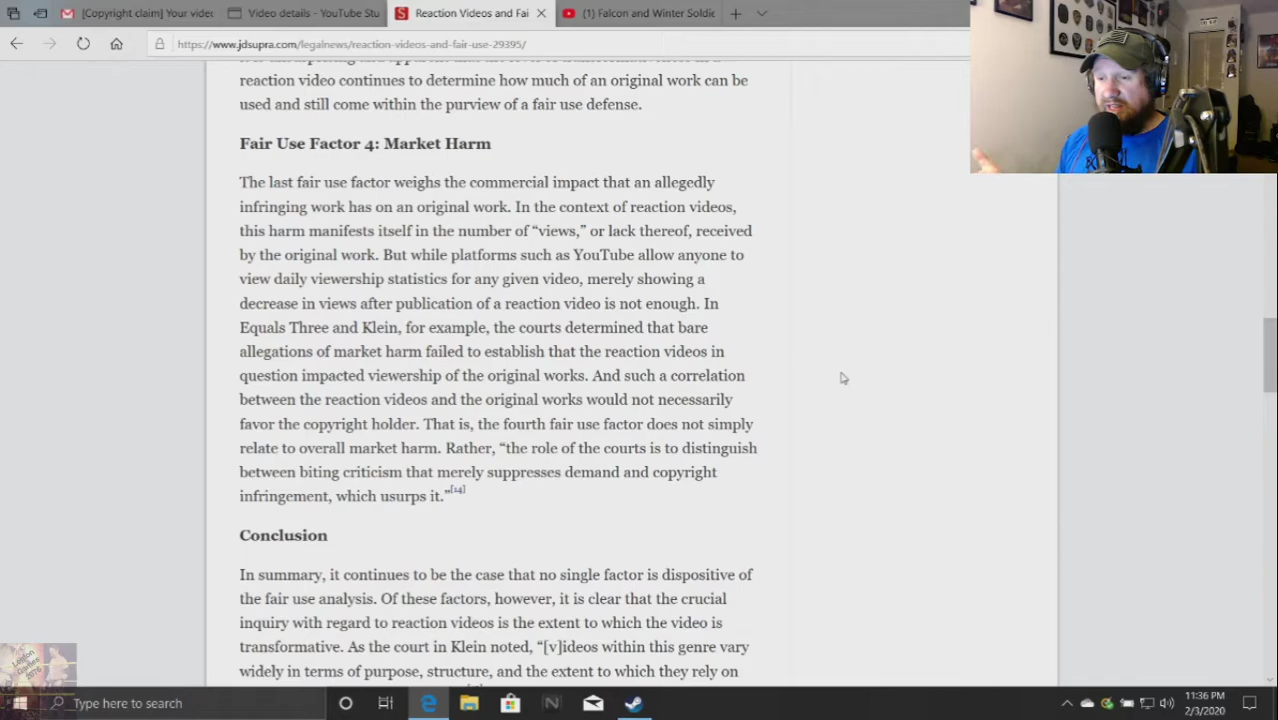 [Copyright claim] Your video
Video details - YouTube Stu
Reaction Videos and Fai
(1) Falcon and Winter Soldie
https://www.jdsupra.com/legalnews/reaction-videos-and-fair-use-29395/
reaction video continues to determine how much of an original work can be
used and still come within the purview of a fair use defense.
Fair Use Factor 4: Market Harm
The last fair use factor weighs the commercial impact that an allegedly
infringing work has on an original work. In the context of reaction videos,
this harm manifests itself in the number of “views,” or lack thereof, received
by the original work. But while platforms such as YouTube allow anyone to
view daily viewership statistics for any given video, merely showing a
decrease in views after publication of a reaction video is not enough. In
Equals Three and Klein, for example, the courts determined that bare
allegations of market harm failed to establish that the reaction videos in
question impacted viewership of the original works. And such a correlation
between the reaction videos and the original works would not necessarily
favor the copyright holder. That is, the fourth fair use factor does not simply
relate to overall market harm. Rather, “the role of the courts is to distinguish
between biting criticism that merely suppresses demand and copyright
infringement, which usurps it.”[14]
Conclusion
In summary, it continues to be the case that no single factor is dispositive of
the fair use analysis. Of these factors, however, it is clear that the crucial
inquiry with regard to reaction videos is the extent to which the video is
transformative. As the court in Klein noted, “[v]ideos within this genre vary
widely in terms of purpose, structure, and the extent to which they rely on
Legion
Games
2016
Type here to search
11:36 PM
2/3/2020